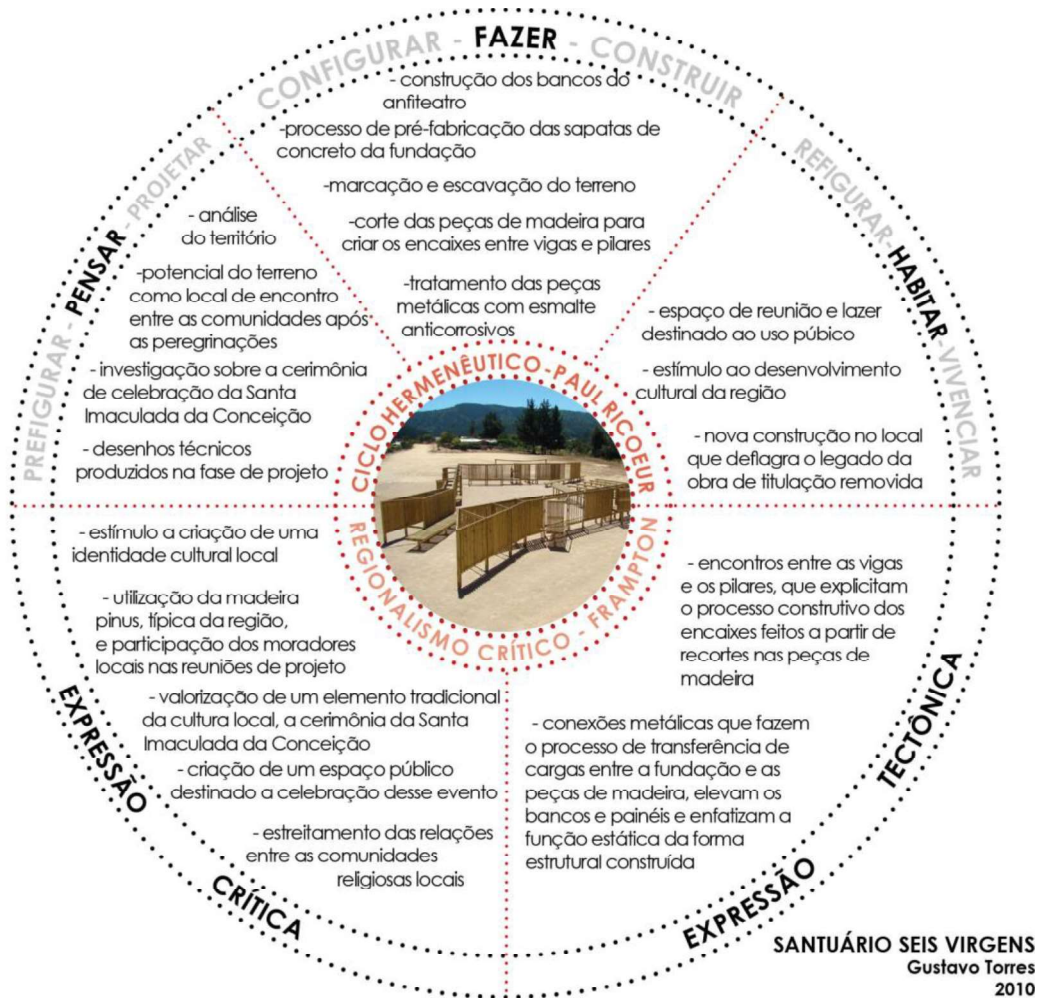 CONFIGURAR - FAZER - CONSTRUIR
- construção dos bancos do
anfiteatro
-processo de pré-fabricação das sapatas de
concreto da fundação
-marcação e escavação do terreno
-corte das peças de madeira para
criar os encaixes entre vigas e pilares
-tratamento das peças
metálicas com esmalte
anticorrosivos
PREFIGURAR - PENSAR - PROJETAR
- análise
do território
-potencial do terreno
como local de encontro
entre as comunidades após
as peregrinações
- investigação sobre a cerimônia
de celebração da Santa
Imaculada da Conceição
- desenhos técnicos
produzidos na fase de projeto
REFIGURAR-HABITAR-VIVENCIAR
- espaço de reunião e lazer
destinado ao uso púbico
- estímulo ao desenvolvimento
cultural da região
- nova construção no local
que deflagra o legado da
obra de titulação removida
CICLO HERMENÊUTICO - PAUL RICOEUR
REGIONALISMO CRÍTICO - FRAMPTON
- estímulo a criação de uma
identidade cultural local
- utilização da madeira
pinus, típica da região,
e participação dos moradores
locais nas reuniões de projeto
- valorização de um elemento tradicional
da cultura local, a cerimônia da Santa
Imaculada da Conceição
- criação de um espaço público
destinado a celebração desse evento
- estreitamento das relações
entre as comunidades
religiosas locais
EXPRESSÃO CRÍTICA
- encontros entre as vigas
e os pilares, que explicitam
o processo construtivo dos
encaixes feitos a partir de
recortes nas peças de
madeira
- conexões metálicas que fazem
o processo de transferência de
cargas entre a fundação e as
peças de madeira, elevam os
bancos e painéis e enfatizam a
função estática da forma
estrutural construída
EXPRESSÃO TECTÔNICA
SANTUÁRIO SEIS VIRGENS
Gustavo Torres
2010